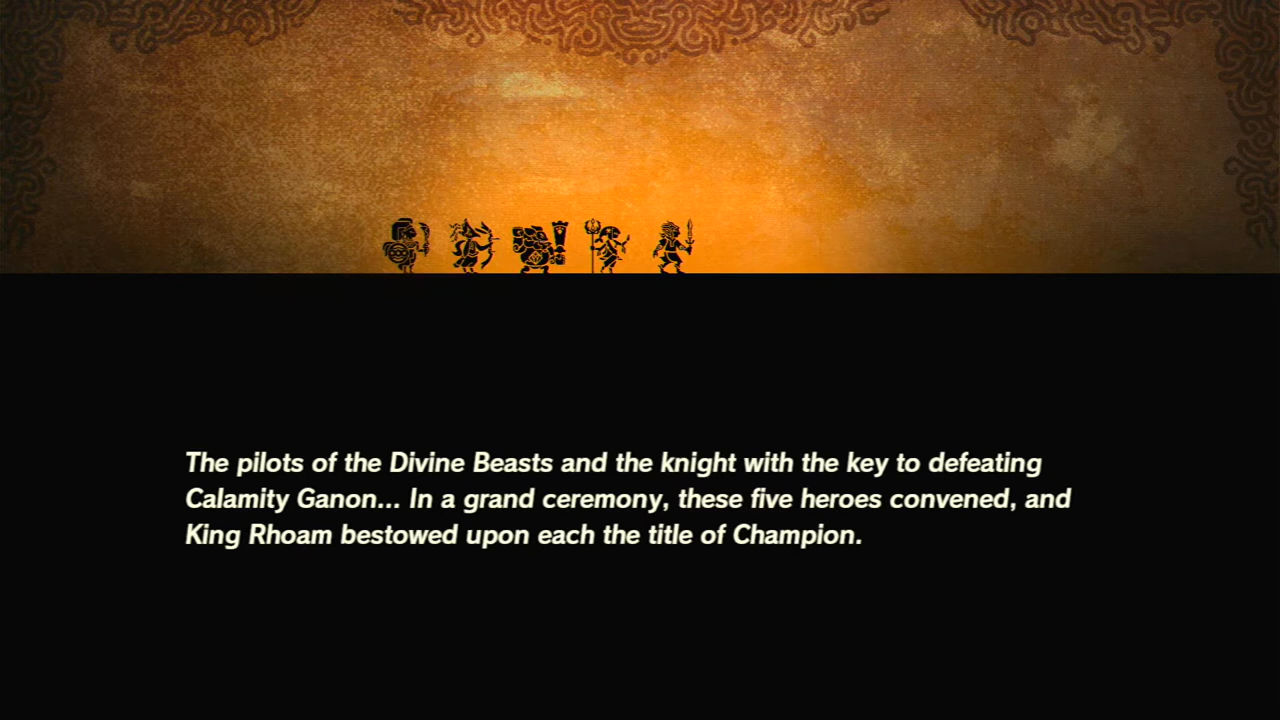 The pilots of the Divine Beasts and the knight with the key to defeating
Calamity Ganon... In a grand ceremony, these five heroes convened, and
King Rhoam bestowed upon each the title of Champion.